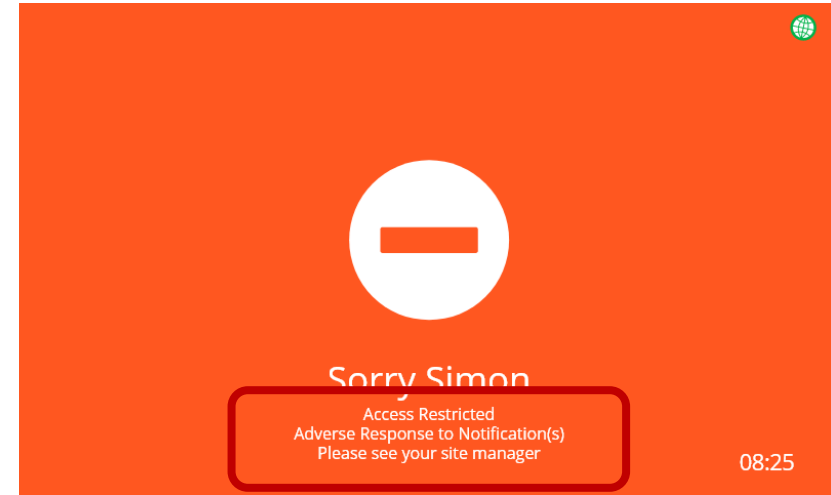 Sorry Simon
Access Restricted
Adverse Response to Notification(s)
Please see your site manager
08:25